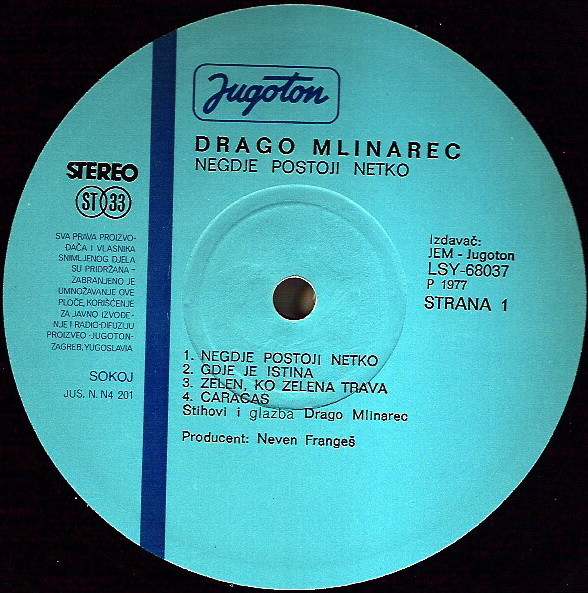 Jugoton
DRAGO MLINAREC
NEGDJE POSTOJI NETKO
STEREO
ST 33
SVA PRAVA PROIZVO-
ĐAČA I VLASNIKA
SNIMLJENOG DJELA
SU PRIDRŽANA –
ZABRANJENO JE
UMNOŽAVANJE OVE
PLOČE, KORIŠĆENJE
ZA JAVNO IZVOĐE-
NJE I RADIO-DIFUZIJU
PROIZVEO -JUGOTON-
ZAGREB, YUGOSLAVIA
SOKOJ
JUS. N. N4 201
Izdavač:
JEM - Jugoton
LSY-68037
P 1977
STRANA 1
1. NEGDJE POSTOJI NETKO
2. GDJE JE ISTINA
3. ZELEN, KO ZELENA TRAVA
4. CARACAS
Stihovi i glazba Drago Mlinarec
Producent: Neven Frangeš